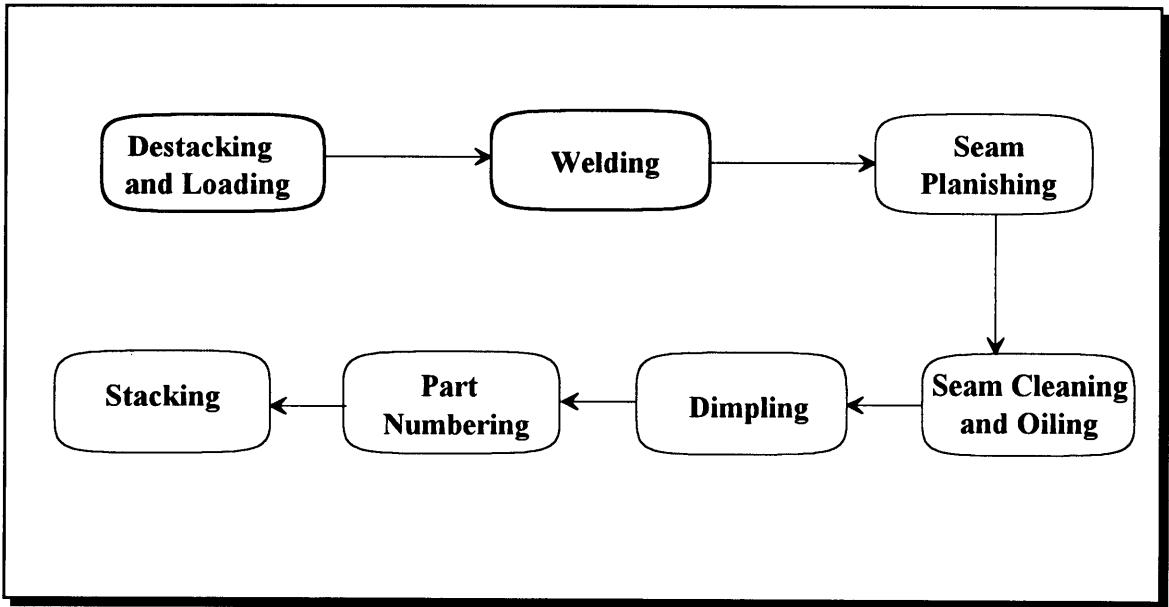 Destacking
and Loading
Welding
Seam
Planishing
Seam Cleaning
and Oiling
Dimpling
Part
Numbering
Stacking